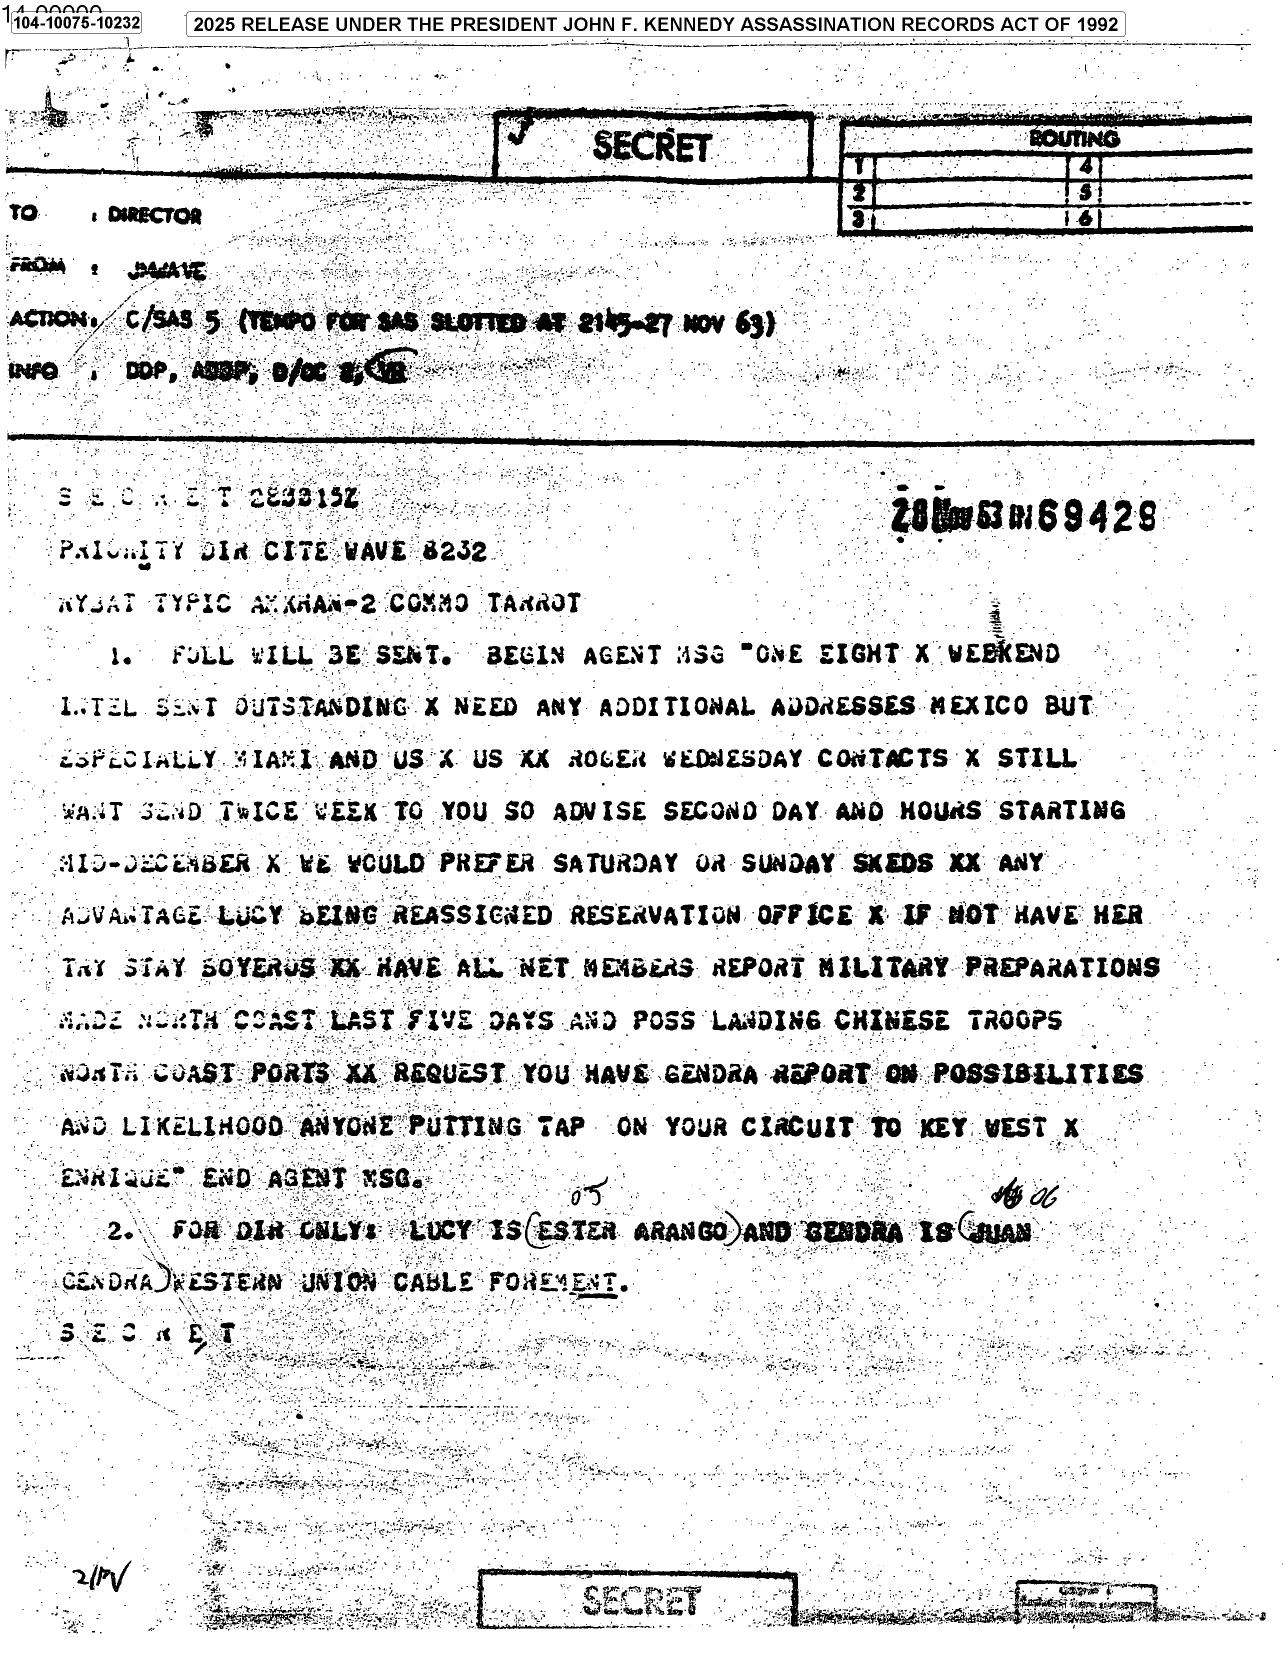 104-10075-10232
2025 RELEASE UNDER THE PRESIDENT JOHN F. KENNEDY ASSASSINATION RECORDS ACT OF 1992
SECRET
ROUTING
1 4
2 5
3 6
TO : DIRECTOR
FROM : JMWAVE
ACTION: C/SAS 5 (TEMPO FOR SAS SLOTTED AT 2145-27 NOV 63)
INFO : DDP, ADDP, D/OC 2, VR
S E C R E T 280315Z
28 NOV 63 IN 69429
PRIORITY DIR CITE WAVE 8232
RYBAT TYPIC AMKHAN-2 COMMO TARROT
1. FOLL WILL BE SENT. BEGIN AGENT MSG "ONE EIGHT X WEEKEND
INTEL SENT OUTSTANDING X NEED ANY ADDITIONAL ADDRESSES MEXICO BUT
ESPECIALLY MIAMI AND US X US XX ROGER WEDNESDAY CONTACTS X STILL
WANT SEND TWICE WEEK TO YOU SO ADVISE SECOND DAY AND HOURS STARTING
MID-DECEMBER X WE WOULD PREFER SATURDAY OR SUNDAY SKEDS XX ANY
ADVANTAGE LUCY BEING REASSIGNED RESERVATION OFFICE X IF NOT HAVE HER
TRY STAY BOYEROS XX HAVE ALL NET MEMBERS REPORT MILITARY PREPARATIONS
MADE NORTH COAST LAST FIVE DAYS AND POSS LANDING CHINESE TROOPS
NORTH COAST PORTS XX REQUEST YOU HAVE GENDRA REPORT ON POSSIBILITIES
AND LIKELIHOOD ANYONE PUTTING TAP ON YOUR CIRCUIT TO KEY WEST X
ENRIQUE" END AGENT MSG.
05 06
2. FOR DIR ONLY: LUCY IS (ESTER ARANGO) AND GENDRA IS (JUAN
GENDRA) WESTERN UNION CABLE FOREMENT.
S E C R E T
2/PV
SECRET